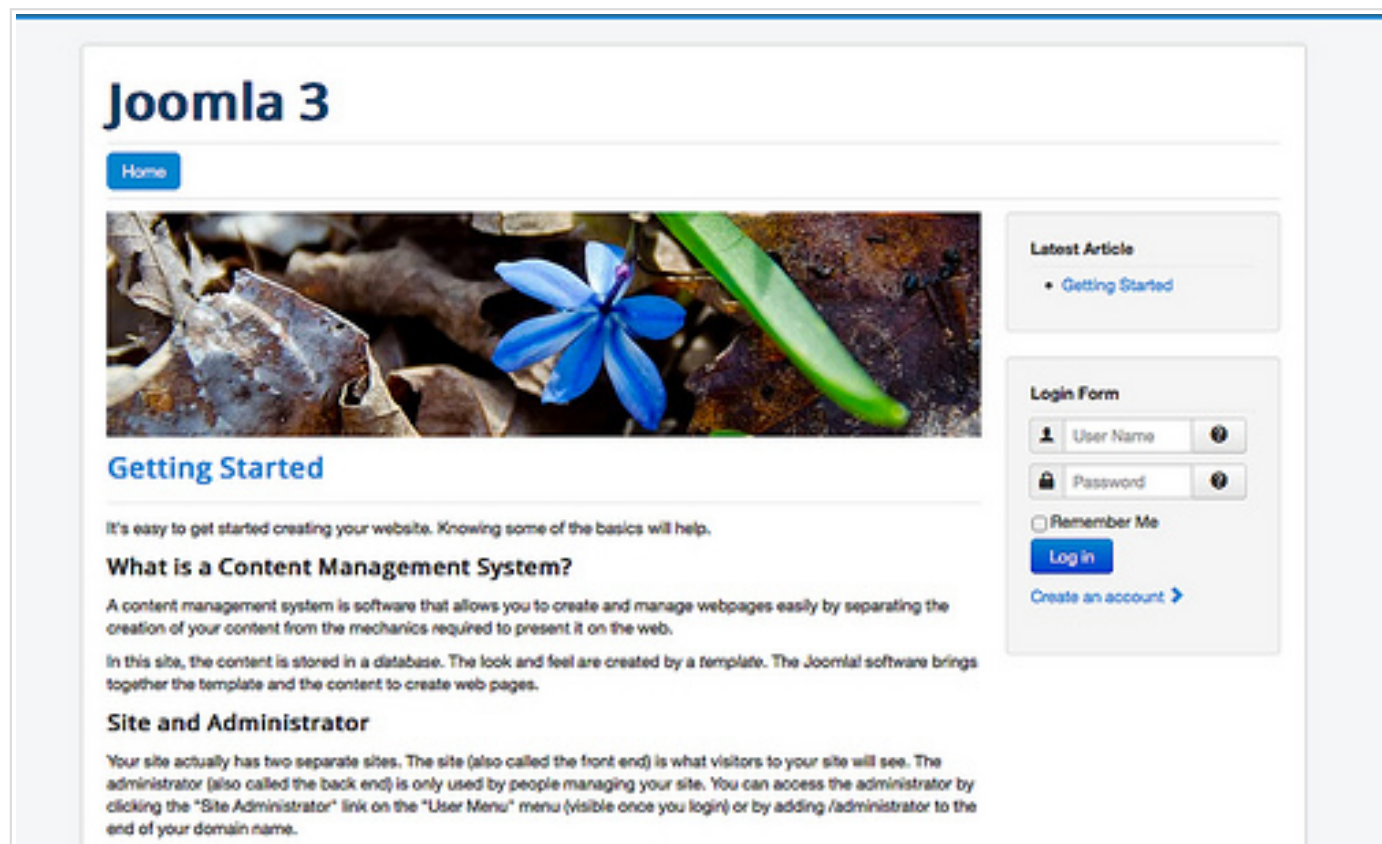 Joomla 3
Home
Latest Article
Getting Started
Login Form
User Name
Password
Remember Me
Log in
Create an account
Getting Started
It's easy to get started creating your website. Knowing some of the basics will help.
What is a Content Management System?
A content management system is software that allows you to create and manage webpages easily by separating the
creation of your content from the mechanics required to present it on the web.
In this site, the content is stored in a database. The look and feel are created by a template. The Joomla! software brings
together the template and the content to create web pages.
Site and Administrator
Your site actually has two separate sites. The site (also called the front end) is what visitors to your site will see. The
administrator (also called the back end) is only used by people managing your site. You can access the administrator by
clicking the "Site Administrator" link on the "User Menu" menu (visible once you login) or by adding /administrator to the
end of your domain name.